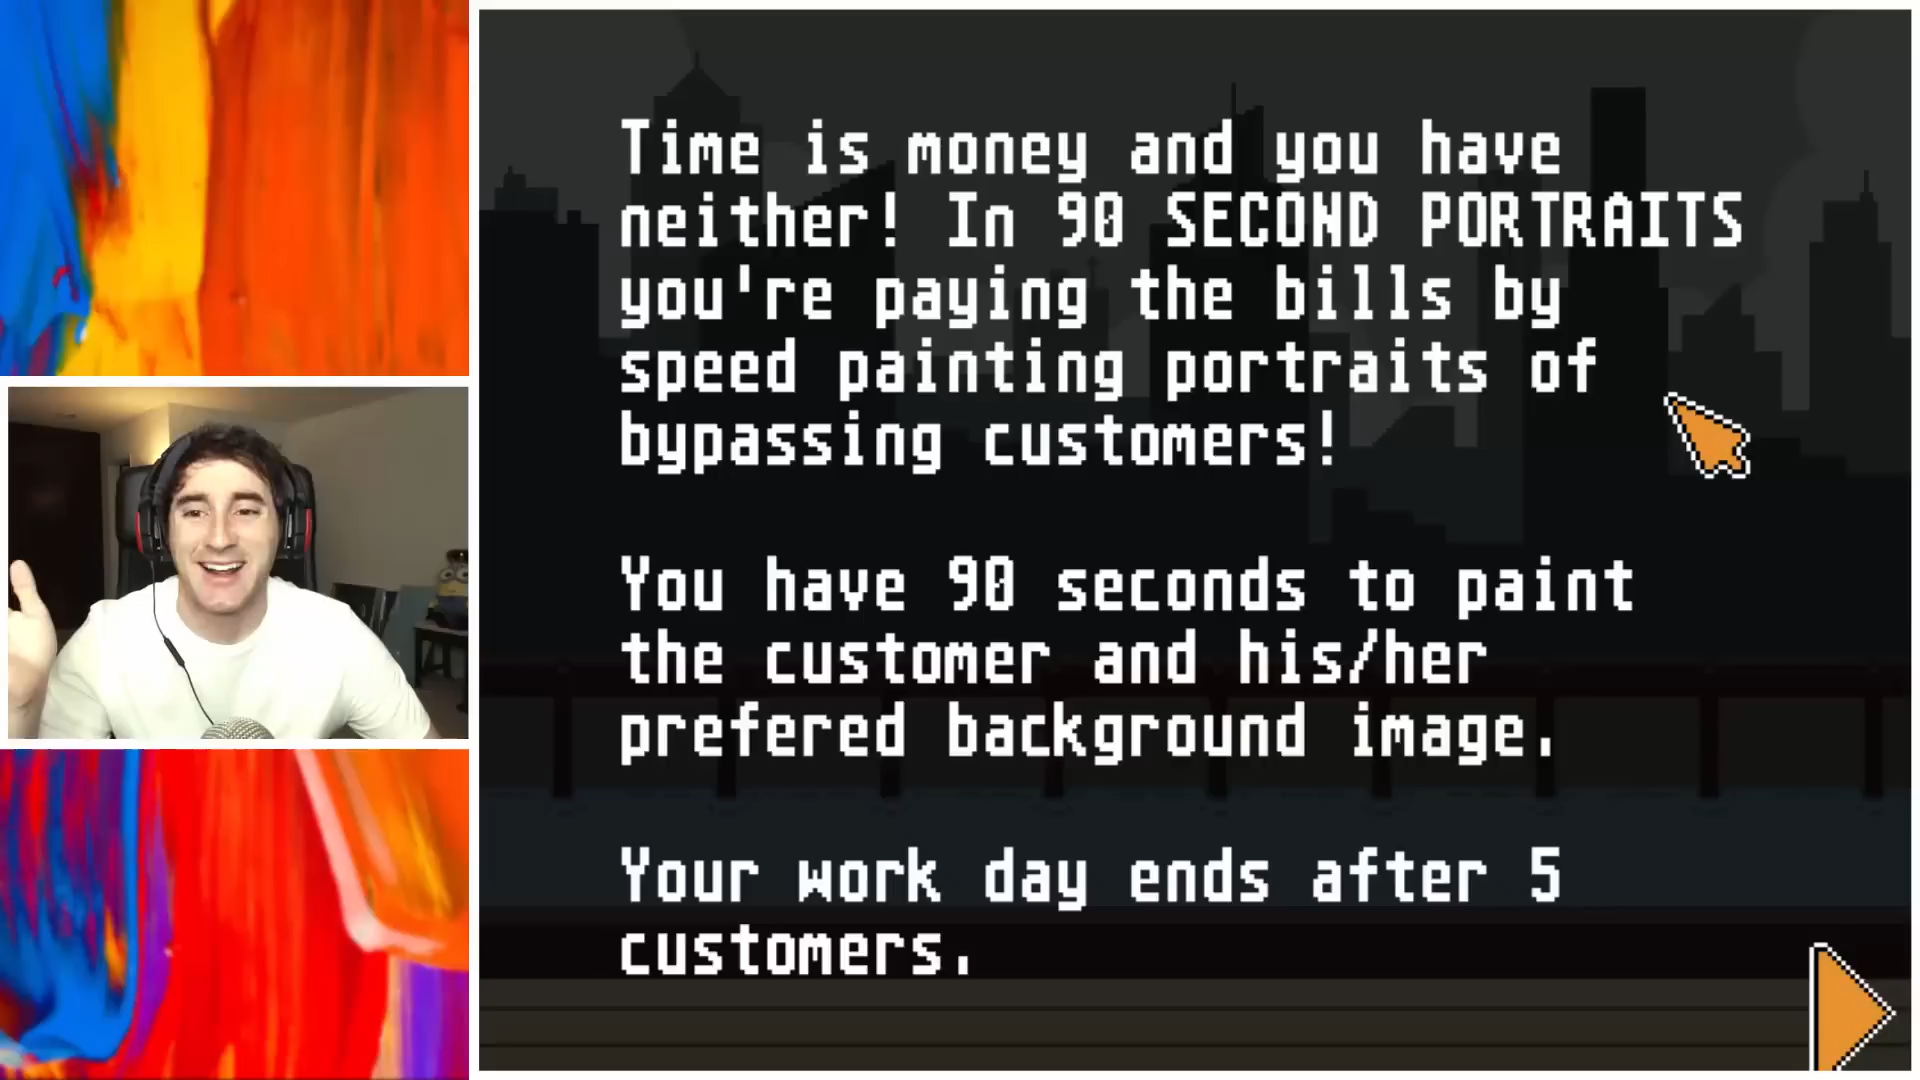 Time is money and you have
neither! In 90 SECOND PORTRAITS
you're paying the bills by
speed painting portraits of
bypassing customers!
You have 90 seconds to paint
the customer and his/her
prefered background image.
Your work day ends after 5
customers.